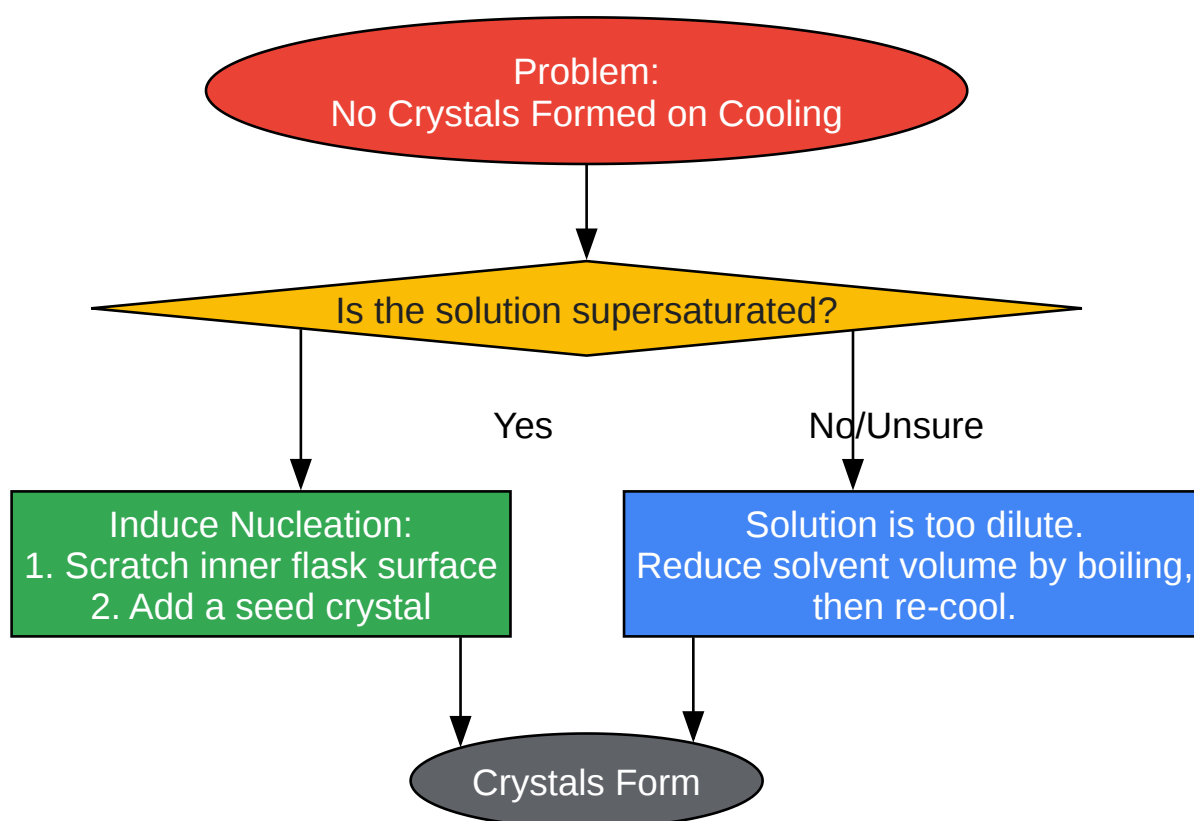 Problem:
No Crystals Formed on Cooling
Is the solution supersaturated?
Yes
No/Unsure
Induce Nucleation:
1. Scratch inner flask surface
2. Add a seed crystal
Solution is too dilute.
Reduce solvent volume by boiling,
then re-cool.
Crystals Form